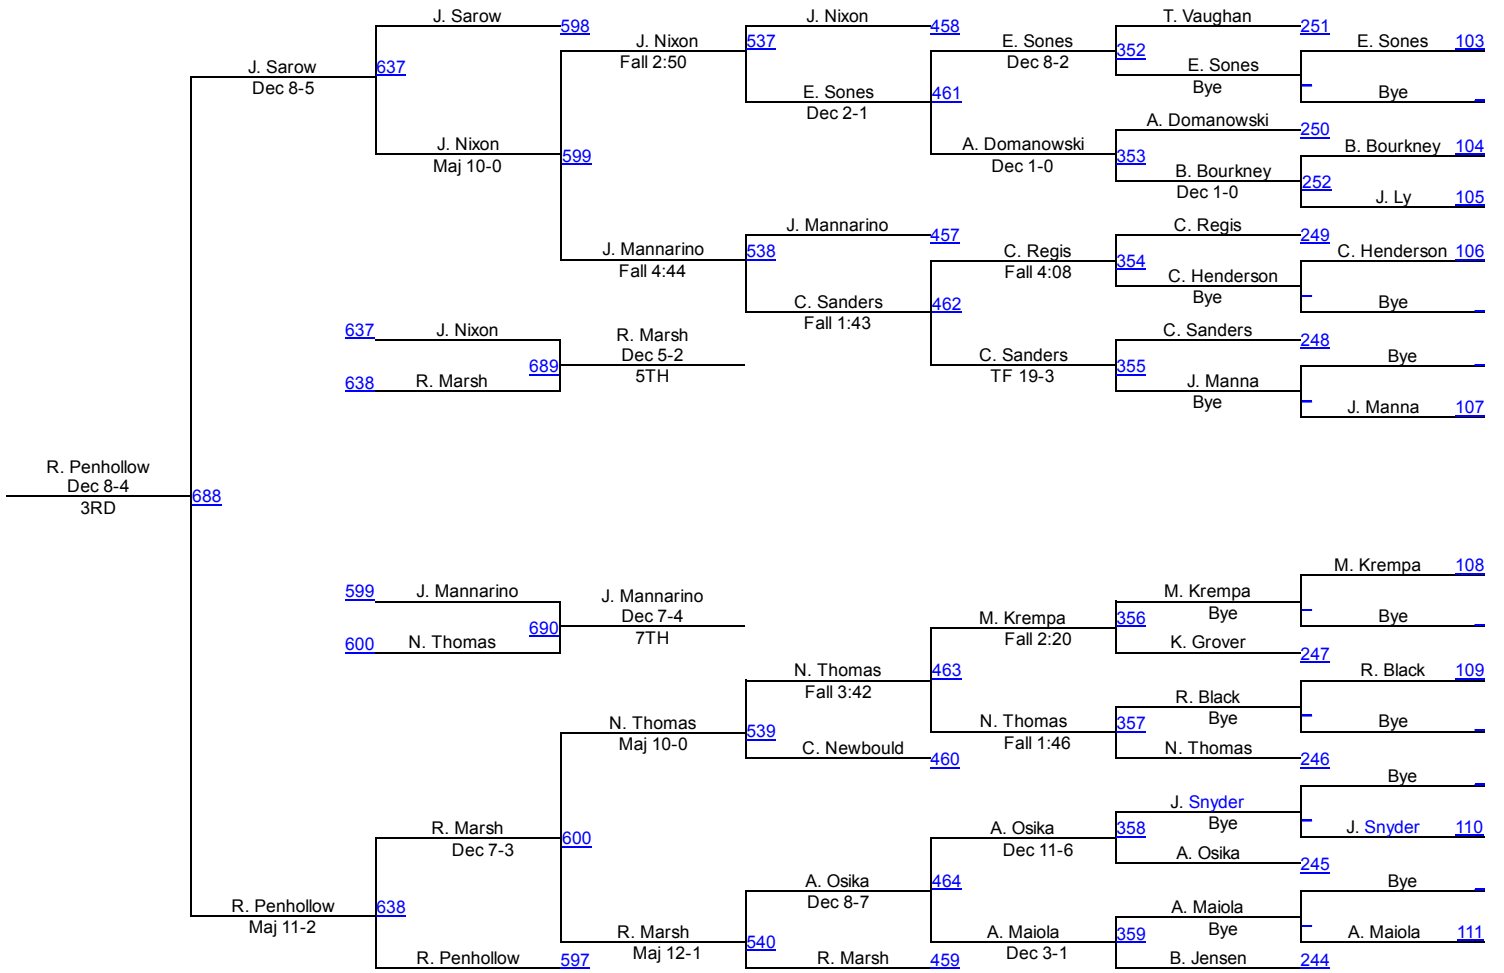 J. Sarow
598
J. Nixon
Fall 2:50
537
J. Nixon
458
T. Vaughan
251
E. Sones 103
E. Sones
Dec 8-2
352
J. Sarow
Dec 8-5
637
E. Sones
Bye
Bye
E. Sones
Dec 2-1
461
A. Domanowski
250
J. Nixon
Maj 10-0
599
A. Domanowski
Dec 1-0
353
B. Bourkney 104
B. Bourkney
Dec 1-0
252
J. Ly 105
J. Mannarino
457
C. Regis
249
J. Mannarino
Fall 4:44
538
C. Regis
Fall 4:08
354
C. Henderson 106
C. Henderson
Bye
Bye
C. Sanders
Fall 1:43
462
637
J. Nixon
R. Marsh
Dec 5-2
5TH
689
C. Sanders
248
Bye
C. Sanders
TF 19-3
355
638
R. Marsh
J. Manna
Bye
J. Manna 107
R. Penhollow
Dec 8-4
3RD
688
M. Krempa 108
599
J. Mannarino
J. Mannarino
Dec 7-4
7TH
690
M. Krempa
Bye
Bye
M. Krempa
Fall 2:20
356
600
N. Thomas
K. Grover
247
N. Thomas
Fall 3:42
463
R. Black 109
R. Black
Bye
Bye
N. Thomas
Maj 10-0
539
N. Thomas
Fall 1:46
357
C. Newbould
460
N. Thomas
246
Bye
J. Snyder
Bye
J. Snyder 110
R. Marsh
Dec 7-3
600
A. Osika
Dec 11-6
358
A. Osika
245
A. Osika
Dec 8-7
464
Bye
R. Penhollow
Maj 11-2
638
A. Maiola
Bye
R. Marsh
Maj 12-1
540
A. Maiola
Dec 3-1
359
A. Maiola 111
R. Penhollow
597
R. Marsh
459
B. Jensen
244